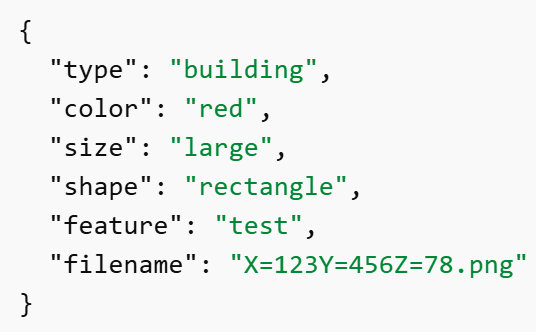 {
  "type": "building",
  "color": "red",
  "size": "large",
  "shape": "rectangle",
  "feature": "test",
  "filename": "X=123Y=456Z=78.png"
}